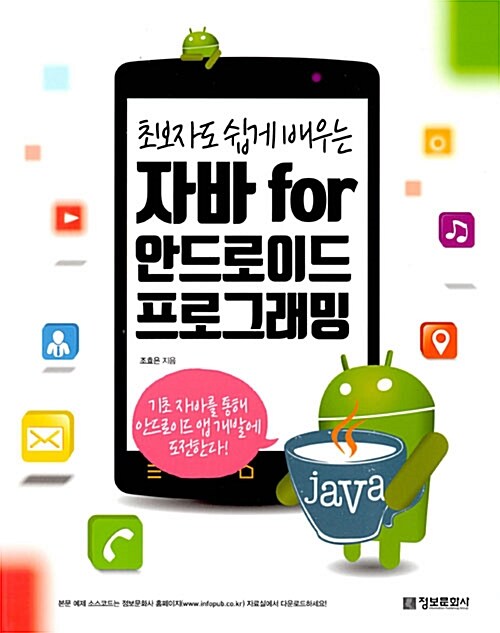 초보자도 쉽게 배우는
자바 for
안드로이드
프로그래밍
조효은 지음
기초 자바를 통해
안드로이드 앱 개발에
도전한다!
java
본문 예제 소스코드는 정보문화사 홈페이지(www.infopub.co.kr) 자료실에서 다운로드하세요!
정보문화사